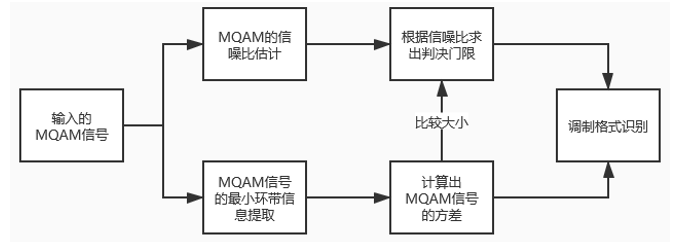 MQAM的信
噪比估计
根据信噪比求
出判决门限
输入的
MQAM信号
比较大小
调制格式识别
MQAM信号
的最小环带信
息提取
计算出
MQAM信号
的方差